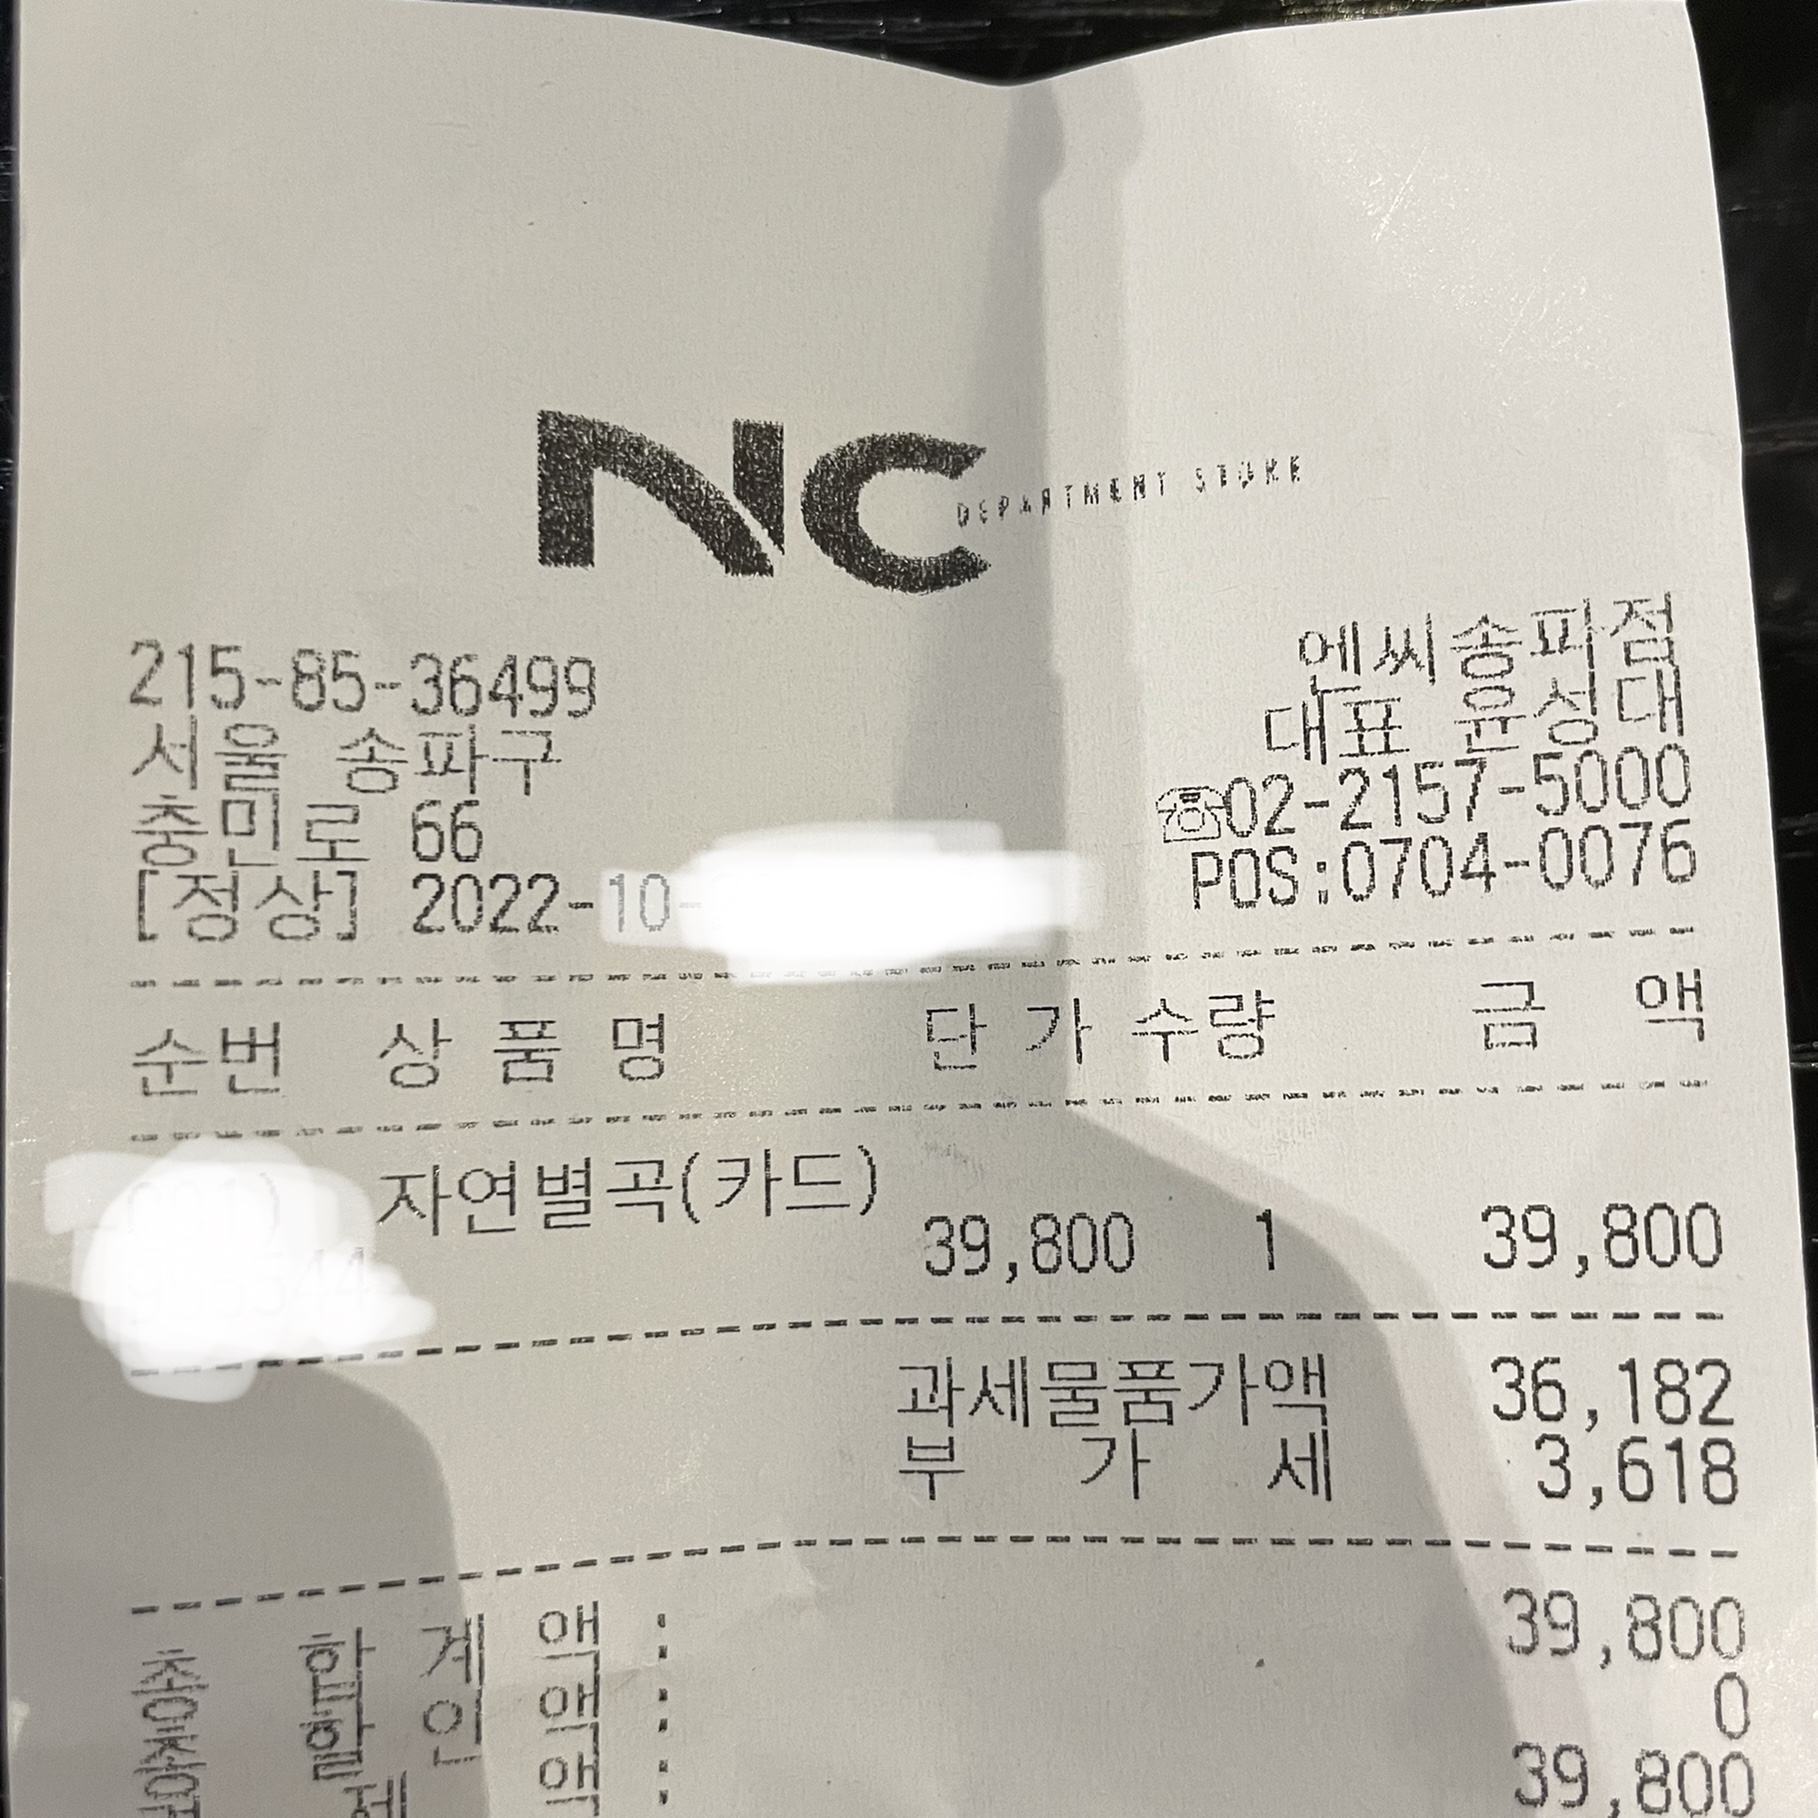 NC DEPARTMENT STORE
215-85-36499 엔씨송파점
서울 송파구 대표 윤성대
충민로 66 ☎02-2157-5000
[정상] 2022-10- POS:0704-0076
순번 상 품 명 단 가 수량 금 액
자연별곡(카드)
39,800 1 39,800
과세물품가액 36,182
부 가 세 3,618
총 합 계 액 : 39,800
총 할 인 액 : 0
액 : 39,800